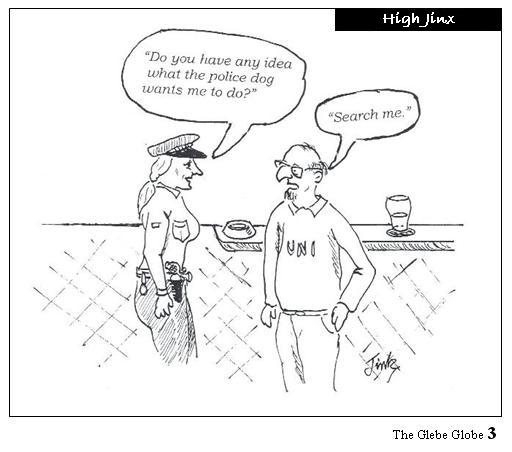 High Jinx
"Do you have any idea
what the police dog
wants me to do?"
"Search me."
UNI
Jinks
The Glebe Globe 3